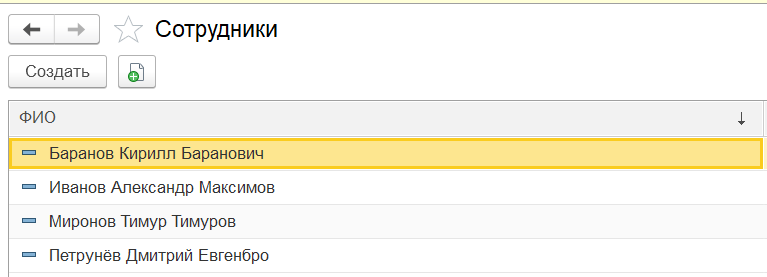 Сотрудники
Создать
ФИО
Баранов Кирилл Баранович
Иванов Александр Максимов
Миронов Тимур Тимуров
Петрунёв Дмитрий Евгенбро